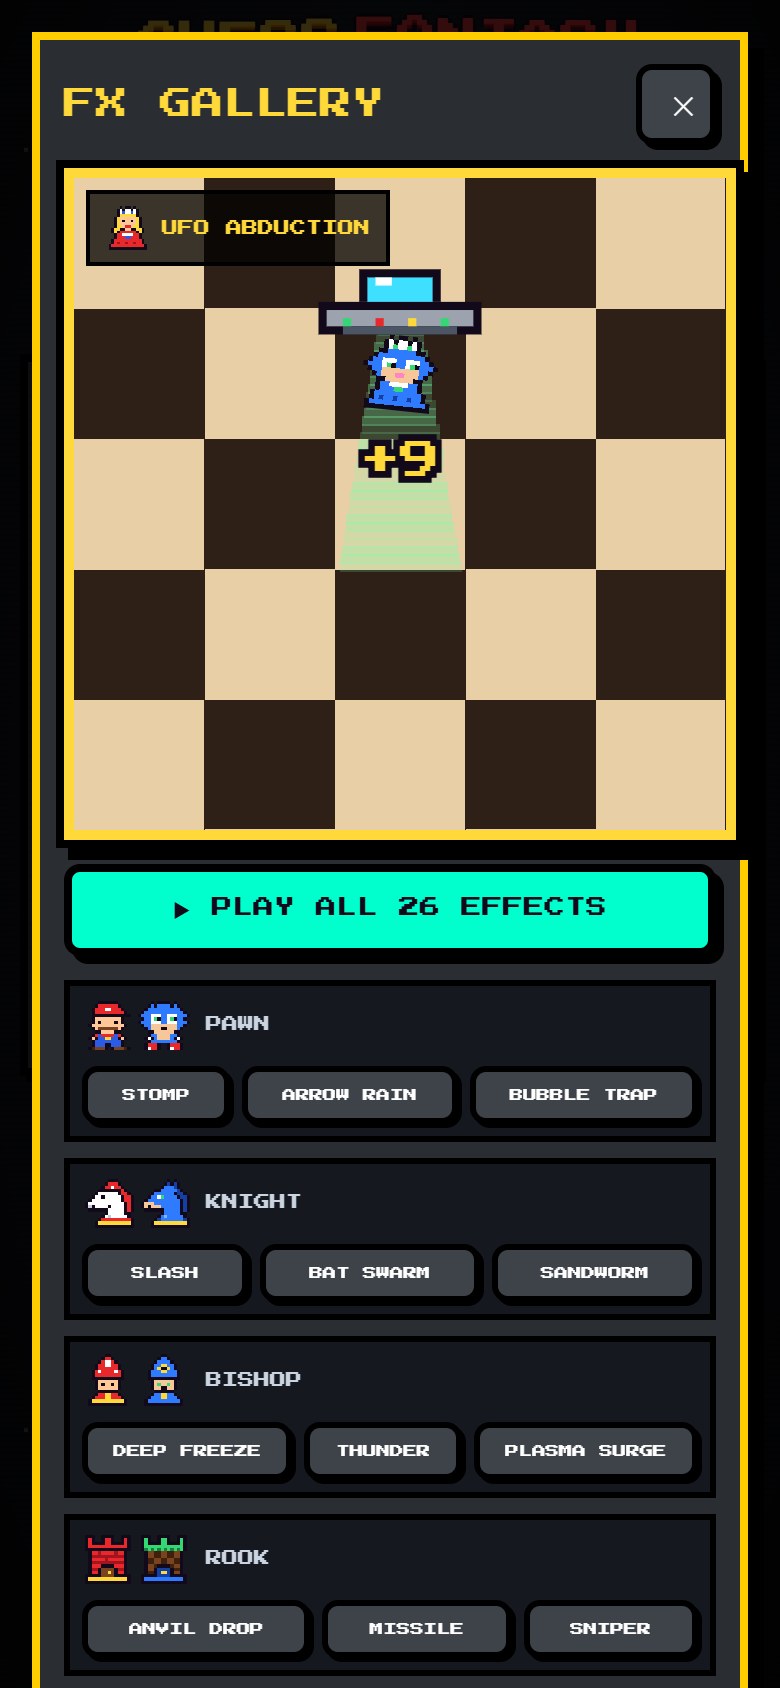 FX GALLERY
UFO ABDUCTION
+9
PLAY ALL 26 EFFECTS
PAWN
STOMP
ARROW RAIN
BUBBLE TRAP
KNIGHT
SLASH
BAT SWARM
SANDWORM
BISHOP
DEEP FREEZE
THUNDER
PLASMA SURGE
ROOK
ANVIL DROP
MISSILE
SNIPER